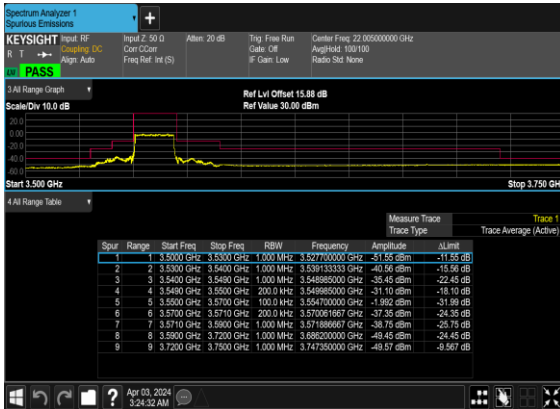 Spectrum Analyzer 1
Spurious Emissions
KEYSIGHT Input: RF Input Z: 50 Ω Atten: 20 dB Trig: Free Run Center Freq: 22.005000000 GHz
R T Coupling: DC Corr CCorr Gate: Off Avg|Hold: 100/100
Align: Auto Freq Ref: Int (S) IF Gain: Low Radio Std: None
PASS
3 All Range Graph
Ref Lvl Offset 15.88 dB
Scale/Div 10.0 dB Ref Value 30.00 dBm
20.0
0.00
-20.0
-40.0
-60.0
Start 3.500 GHz Stop 3.750 GH
4 All Range Table
Measure Trace Trace 1
Trace Type Trace Average (Active)
Spur Range Start Freq Stop Freq RBW Frequency Amplitude ΔLimit
1 1 3.5000 GHz 3.5300 GHz 1.000 MHz 3.527700000 GHz -51.55 dBm -11.55 dB
2 2 3.5300 GHz 3.5400 GHz 1.000 MHz 3.539133333 GHz -40.56 dBm -15.56 dB
3 3 3.5400 GHz 3.5490 GHz 1.000 MHz 3.548985000 GHz -35.45 dBm -22.45 dB
4 4 3.5490 GHz 3.5500 GHz 200.0 kHz 3.549985000 GHz -31.10 dBm -18.10 dB
5 5 3.5500 GHz 3.5700 GHz 100.0 kHz 3.554700000 GHz -1.992 dBm -31.99 dB
6 6 3.5700 GHz 3.5710 GHz 200.0 kHz 3.570061667 GHz -37.35 dBm -24.35 dB
7 7 3.5710 GHz 3.5900 GHz 1.000 MHz 3.571886667 GHz -38.75 dBm -25.75 dB
8 8 3.5900 GHz 3.7200 GHz 1.000 MHz 3.686200000 GHz -49.45 dBm -24.45 dB
9 9 3.7200 GHz 3.7500 GHz 1.000 MHz 3.747350000 GHz -49.57 dBm -9.567 dB
Apr 03, 2024
3:24:32 AM